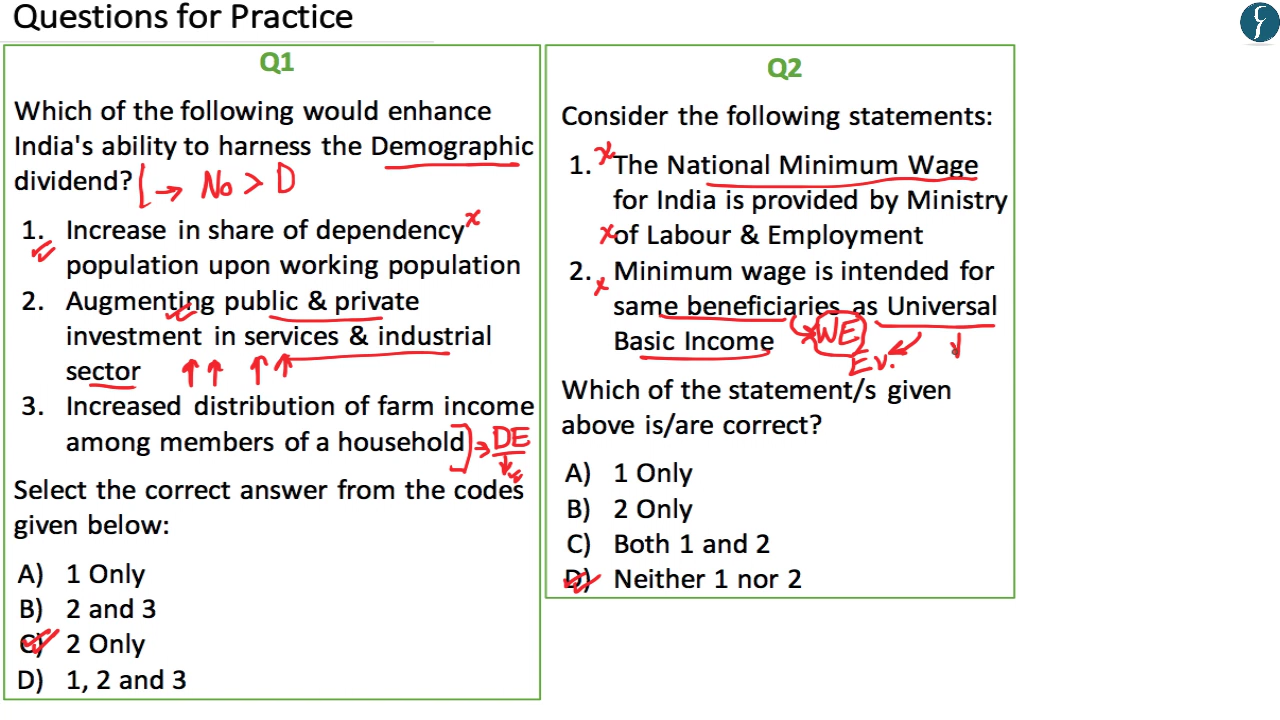 Questions for Practice
Q1
Which of the following would enhance
India's ability to harness the Demographic
dividend? → No > D
1. Increase in share of dependency x
population upon working population
2. Augmenting public & private
investment in services & industrial
sector ↑↑ ↑↑
3. Increased distribution of farm income
among members of a household → DE
Select the correct answer from the codes
given below:
A) 1 Only
B) 2 and 3
C) 2 Only
D) 1, 2 and 3
Q2
Consider the following statements:
1. x The National Minimum Wage
for India is provided by Ministry
x of Labour & Employment
2. x Minimum wage is intended for
same beneficiaries as Universal
Basic Income WE
Ev.
Which of the statement/s given
above is/are correct?
A) 1 Only
B) 2 Only
C) Both 1 and 2
D) Neither 1 nor 2